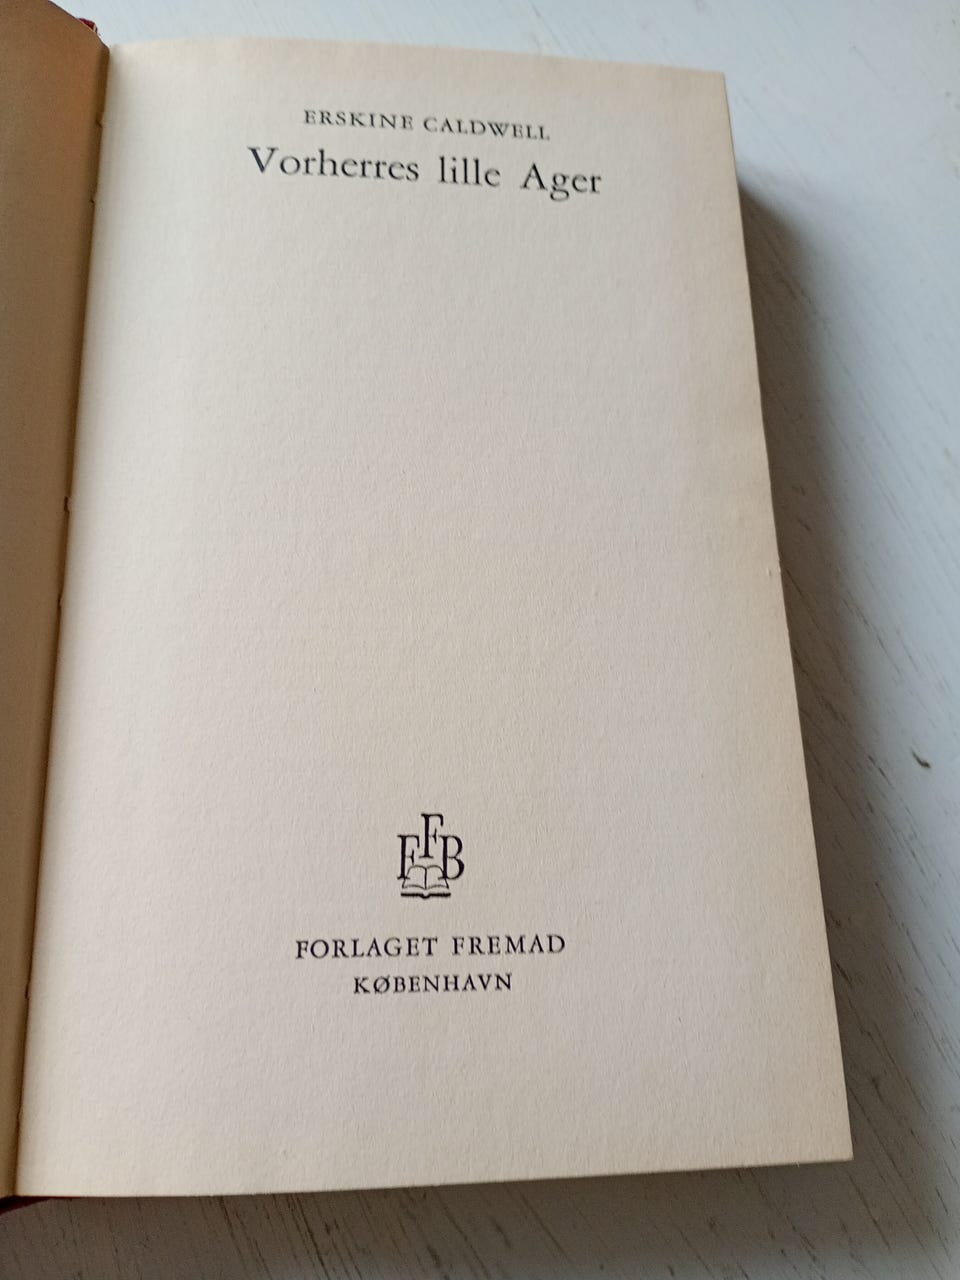 ERSKINE CALDWELL
Vorherres lille Ager
FFB
FORLAGET FREMAD
KØBENHAVN